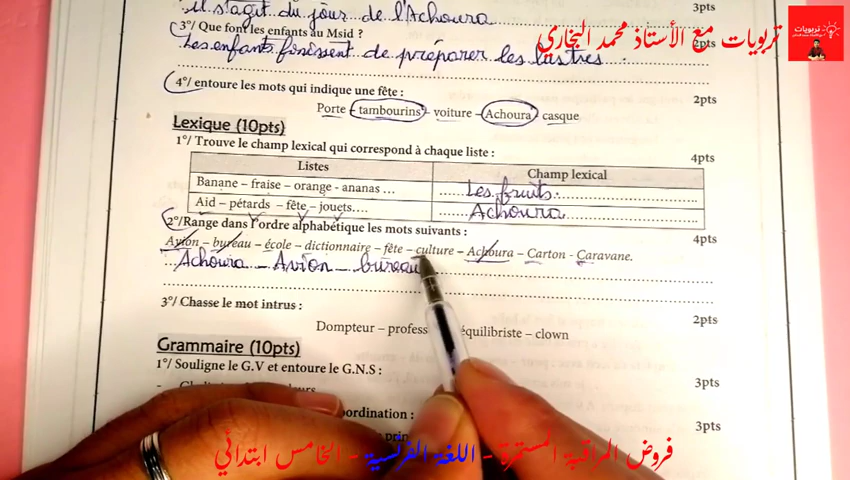 il s'agit du jour de l'Achoura
3pts
3°/ Que font les enfants au Msid ?
2pts
تربويات مع الأستاذ محمد البخاري
تربويات
Les enfants finissent de préparer les lustres.
4°/ entoure les mots qui indique une fête :
2pts
Porte – tambourins – voiture – Achoura – casque
Lexique (10pts)
1°/ Trouve le champ lexical qui correspond à chaque liste :
4pts
Listes
Champ lexical
Banane – fraise – orange - ananas ...
Les fruits.
Aid – pétards – fête – jouets....
Achoura
2°/Range dans l'ordre alphabétique les mots suivants :
4pts
Avion – bureau – école – dictionnaire – fête – culture – Achoura – Carton - Caravane.
Achoura – Avion – bureau
3°/ Chasse le mot intrus :
2pts
Dompteur – profess équilibriste – clown
Grammaire (10pts)
1°/ Souligne le G.V et entoure le G.N.S :
3pts
oordination :
3pts
فروض المراقبة المستمرة - اللغة الفرنسية - الخامس ابتدائي